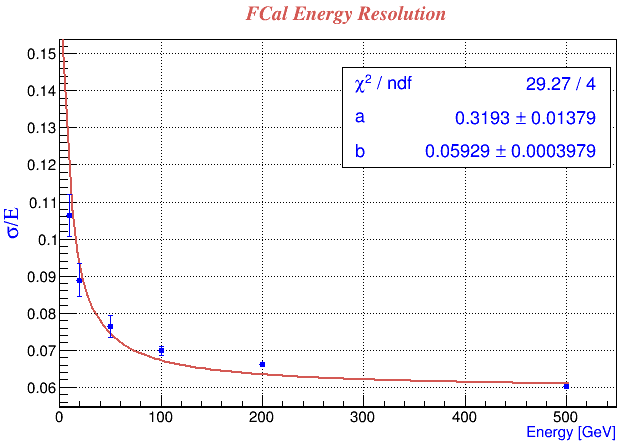 FCal Energy Resolution
χ² / ndf 29.27 / 4
a 0.3193 ± 0.01379
b 0.05929 ± 0.0003979
σ/E
0.15
0.14
0.13
0.12
0.11
0.1
0.09
0.08
0.07
0.06
0 100 200 300 400 500
Energy [GeV]